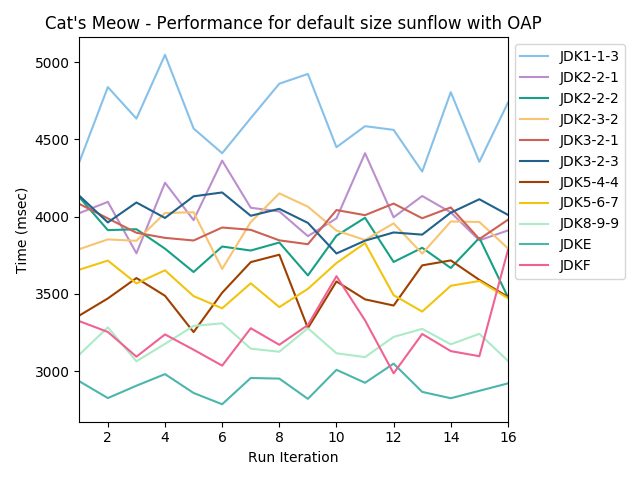 Cat's Meow - Performance for default size sunflow with OAP
Time (msec)
5000
4500
4000
3500
3000
2 4 6 8 10 12 14 16
Run Iteration
JDK1-1-3
JDK2-2-1
JDK2-2-2
JDK2-3-2
JDK3-2-1
JDK3-2-3
JDK5-4-4
JDK5-6-7
JDK8-9-9
JDKE
JDKF